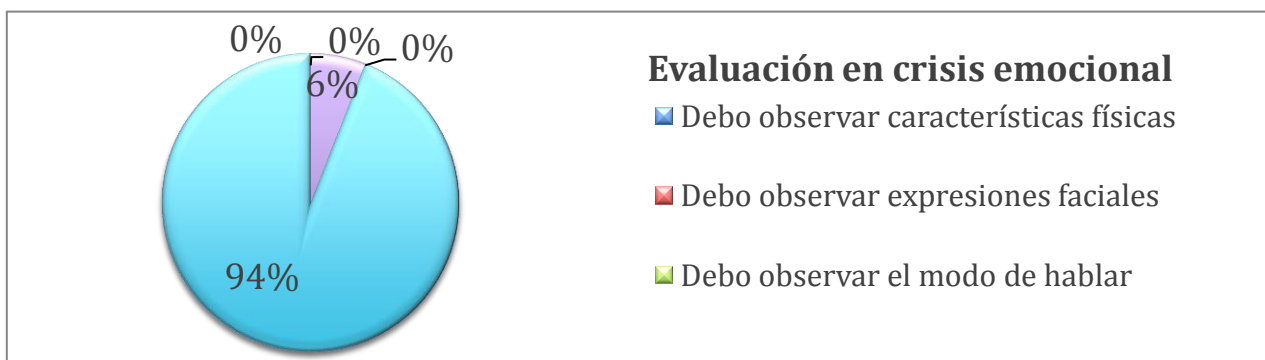 0%
0%
0%
6%
94%
Evaluación en crisis emocional
Debo observar características físicas
Debo observar expresiones faciales
Debo observar el modo de hablar